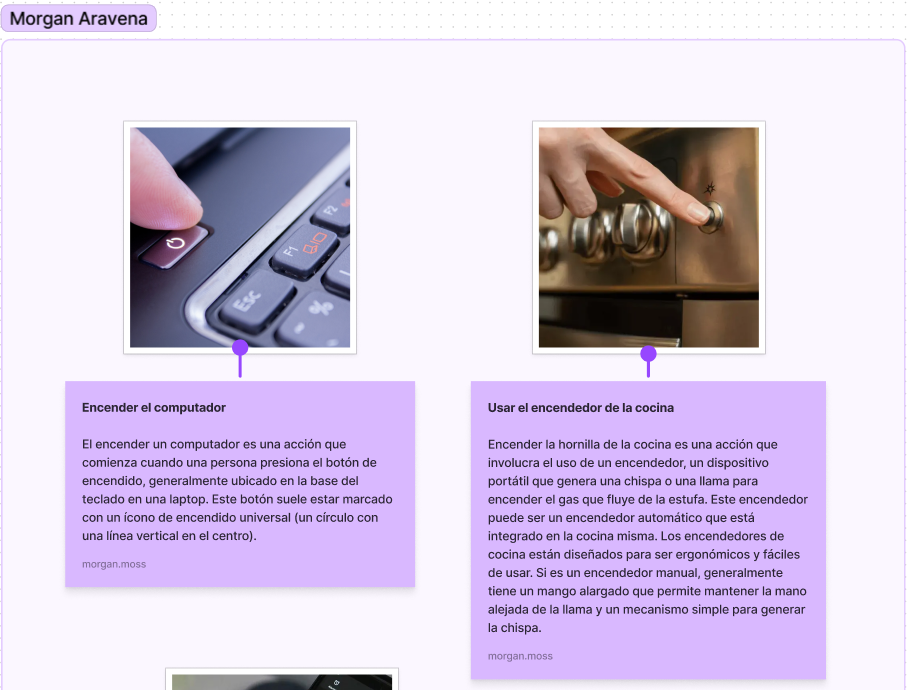 Morgan Aravena
F2
F1
Esc
%
Encender el computador
El encender un computador es una acción que
comienza cuando una persona presiona el botón de
encendido, generalmente ubicado en la base del
teclado en una laptop. Este botón suele estar marcado
con un ícono de encendido universal (un círculo con
una línea vertical en el centro).
morgan.moss
Usar el encendedor de la cocina
Encender la hornilla de la cocina es una acción que
involucra el uso de un encendedor, un dispositivo
portátil que genera una chispa o una llama para
encender el gas que fluye de la estufa. Este encendedor
puede ser un encendedor automático que está
integrado en la cocina misma. Los encendedores de
cocina están diseñados para ser ergonómicos y fáciles
de usar. Si es un encendedor manual, generalmente
tiene un mango alargado que permite mantener la mano
alejada de la llama y un mecanismo simple para generar
la chispa.
morgan.moss